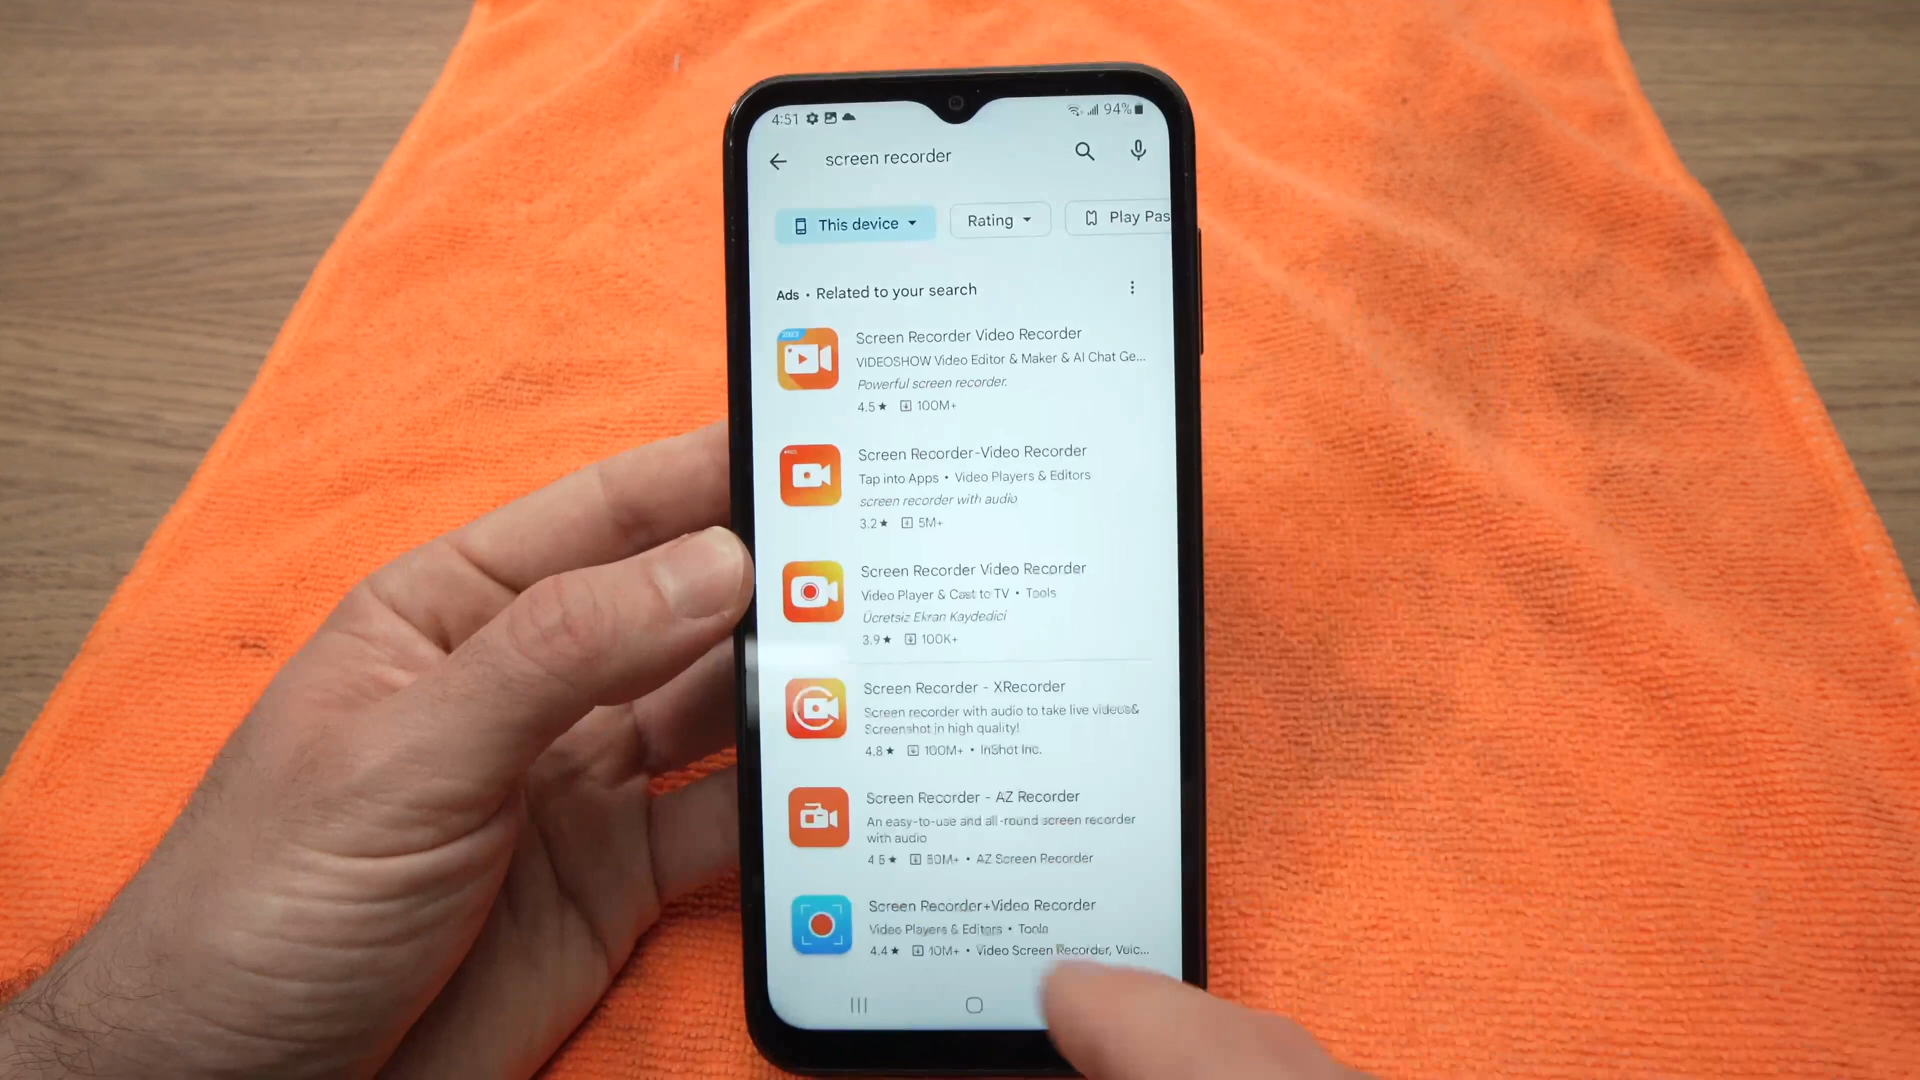 4:51
94%
screen recorder
This device
Rating
Play Pas
Ads • Related to your search
Screen Recorder Video Recorder
VIDEOSHOW Video Editor & Maker & AI Chat Ge...
Powerful screen recorder.
4.5★ 100M+
Screen Recorder-Video Recorder
Tap into Apps • Video Players & Editors
screen recorder with audio
3.2★ 5M+
Screen Recorder Video Recorder
Video Player & Cast to TV • Tools
Ücretsiz Ekran Kaydedici
3.9★ 100K+
Screen Recorder - XRecorder
Screen recorder with audio to take live videos&
Screenshot in high quality!
4.8★ 100M+ • InShot Inc.
Screen Recorder - AZ Recorder
An easy-to-use and all-round screen recorder
with audio
4.5★ 50M+ • AZ Screen Recorder
Screen Recorder+Video Recorder
Video Players & Editors • Tools
4.4★ 10M+ • Video Screen Recorder, Voic...